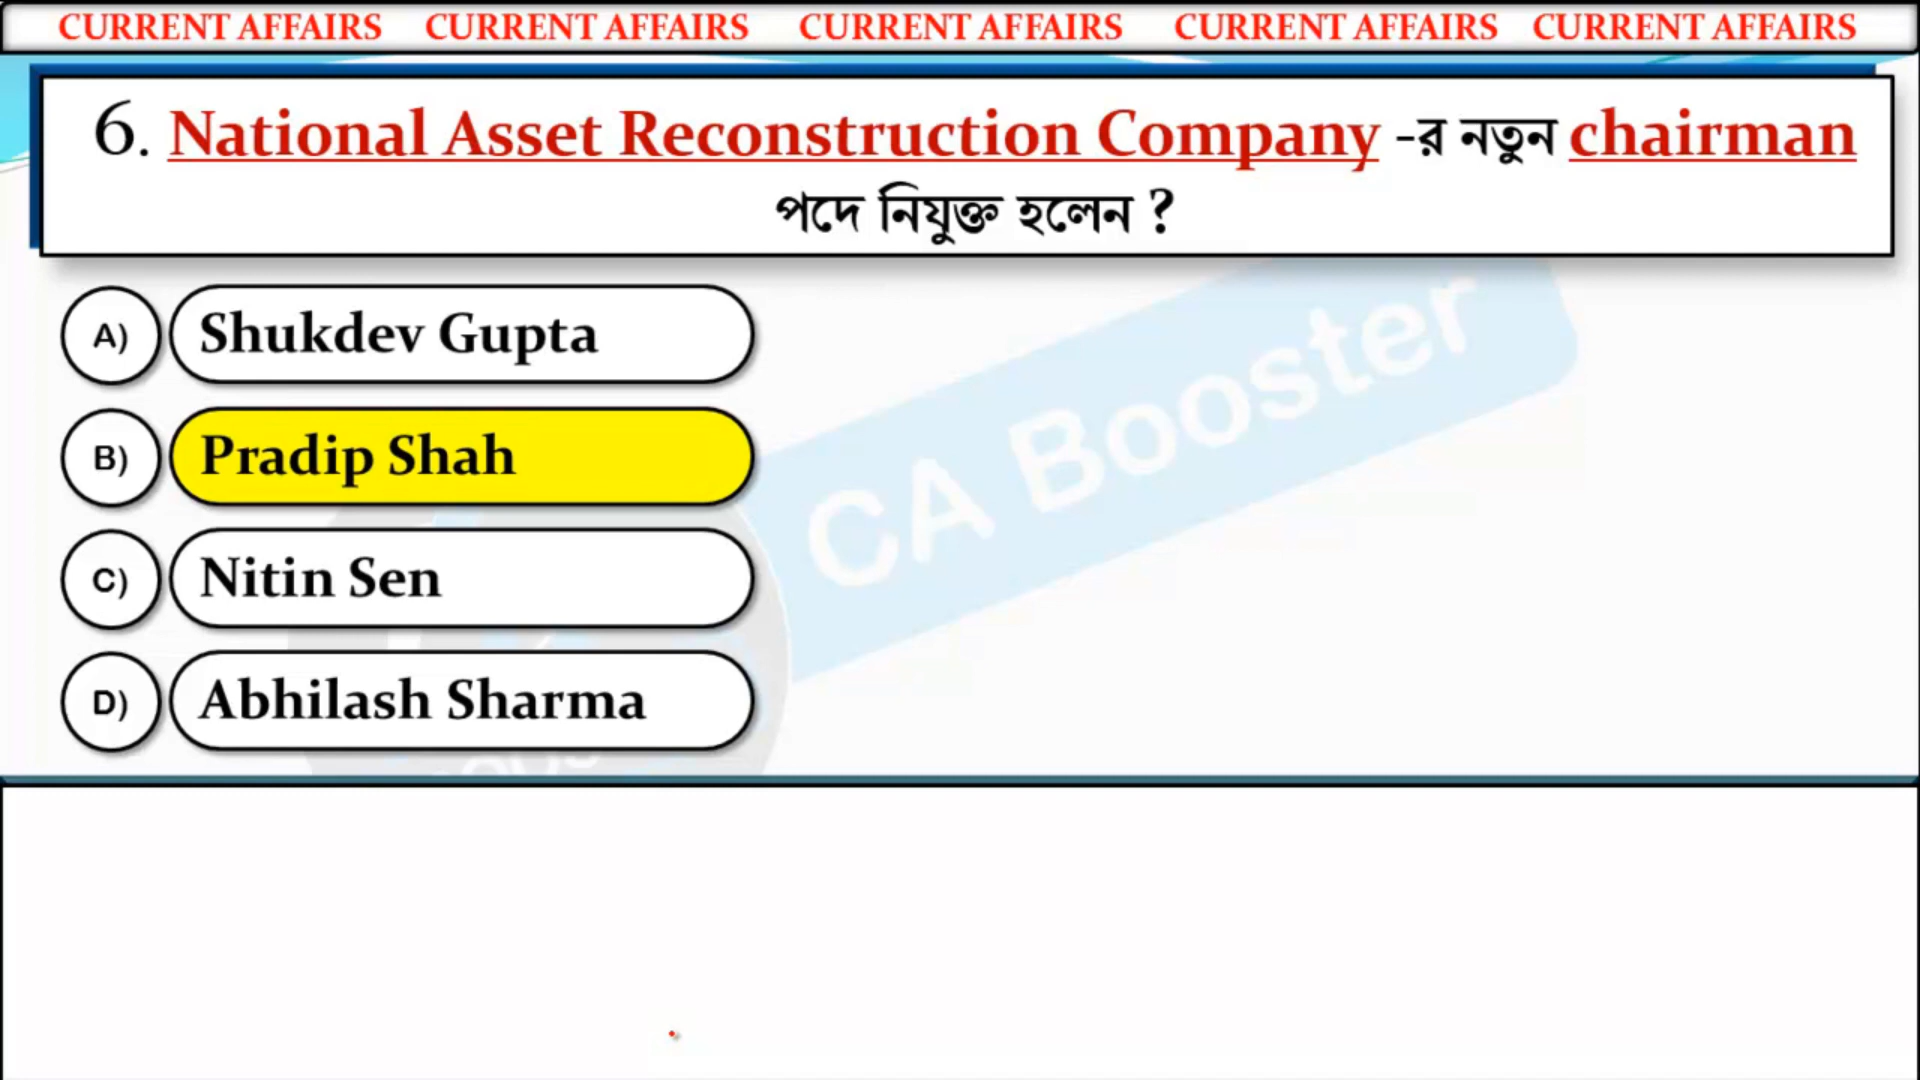 CURRENT AFFAIRS CURRENT AFFAIRS CURRENT AFFAIRS CURRENT AFFAIRS CURRENT AFFAIRS
6. National Asset Reconstruction Company -র নতুন chairman
পদে নিযুক্ত হলেন ?
A) Shukdev Gupta
B) Pradip Shah
C) Nitin Sen
D) Abhilash Sharma
CA Booster